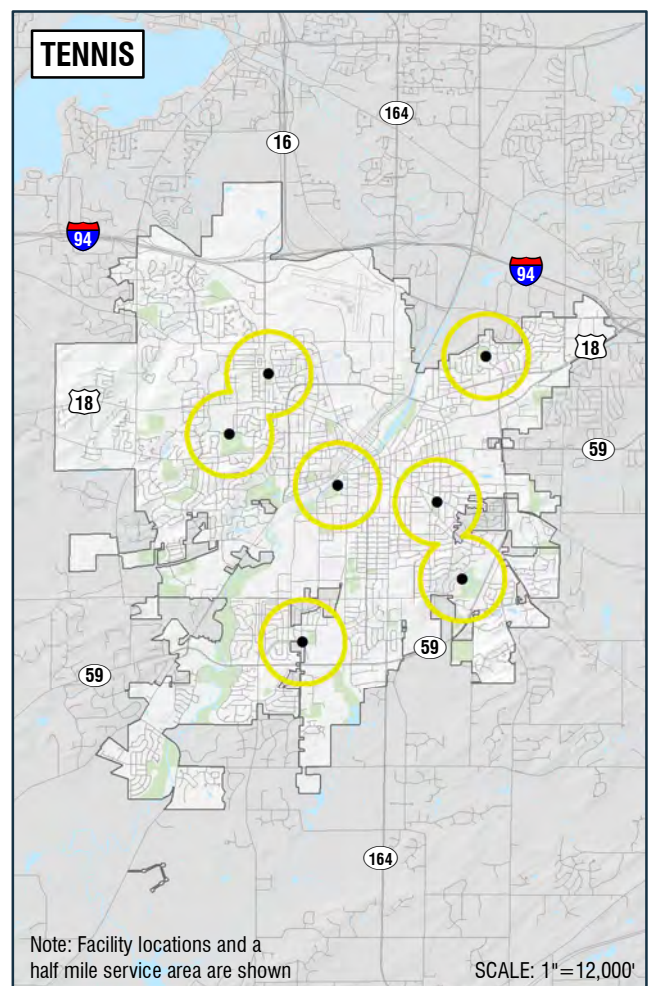 TENNIS
164
16
94
94
18
18
59
59
59
164
Note: Facility locations and a
half mile service area are shown
SCALE: 1"=12,000'